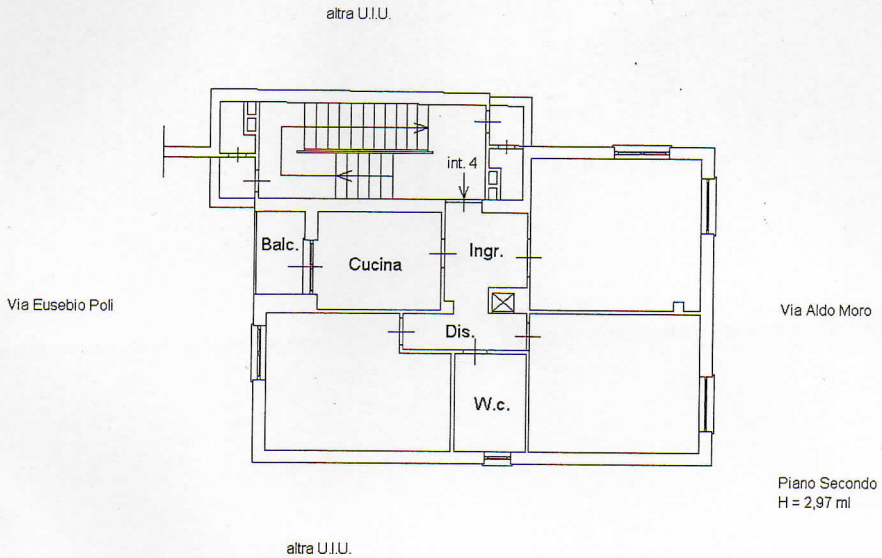 altra U.I.U.
int. 4
Balc.
Cucina
Ingr.
Via Eusebio Poli
Via Aldo Moro
Dis.
W.c.
Piano Secondo
H = 2,97 ml
altra U.I.U.